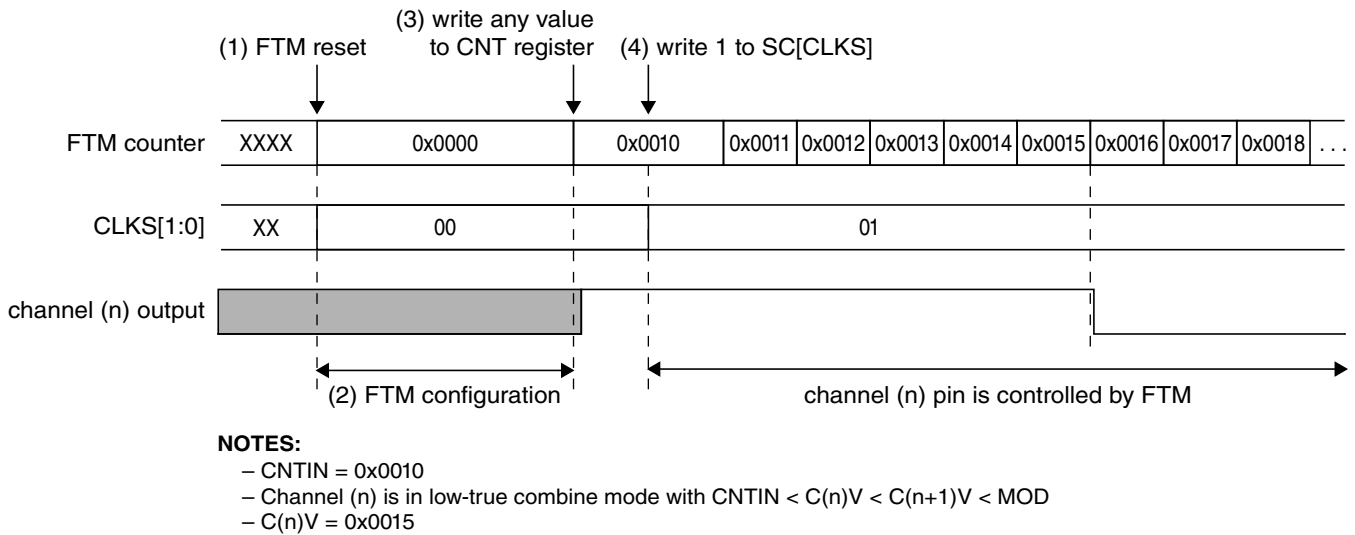 (3) write any value
(1) FTM reset to CNT register (4) write 1 to SC[CLKS]
FTM counter XXXX 0x0000 0x0010 0x0011 0x0012 0x0013 0x0014 0x0015 0x0016 0x0017 0x0018 . . .
CLKS[1:0] XX 00 01
channel (n) output
(2) FTM configuration channel (n) pin is controlled by FTM
NOTES:
– CNTIN = 0x0010
– Channel (n) is in low-true combine mode with CNTIN < C(n)V < C(n+1)V < MOD
– C(n)V = 0x0015